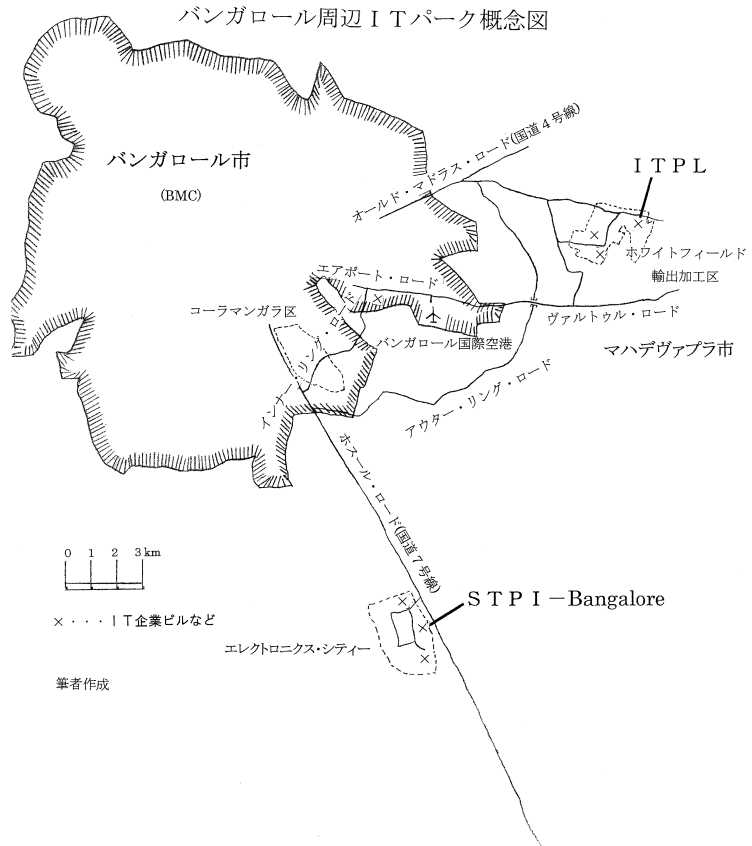 バンガロール周辺ＩＴパーク概念図
オールド・マドラス・ロード(国道４号線)
ＩＴＰＬ
バンガロール市
(BMC)
ホワイトフィールド
輸出加工区
エアポート・ロード
コーラマンガラ区
ヴァルトゥル・ロード
バンガロール国際空港
マハデヴァプラ市
インナー・リング・ロード
アウター・リング・ロード
ホスール・ロード(国道７号線)
0 1 2 3km
×・・・ＩＴ企業ビルなど
ＳＴＰＩ－Bangalore
エレクトロニクス・シティー
筆者作成